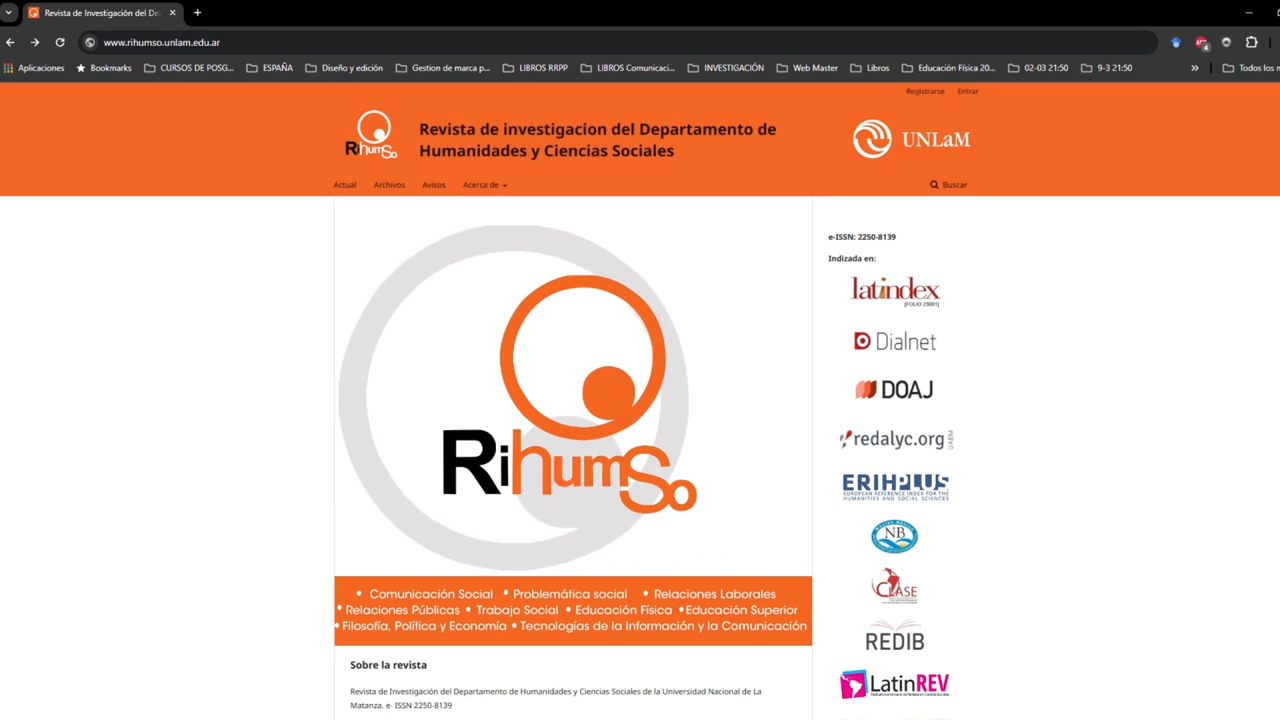 Revista de Investigación del De
www.rihumso.unlam.edu.ar
4
Aplicaciones
Bookmarks
CURSOS DE POSG...
ESPAÑA
Diseño y edición
Gestion de marca p...
LIBROS RRPP
LIBROS Comunicaci...
INVESTIGACIÓN
Web Master
Libros
Educación Física 20...
02-03 21:50
9-3 21:50
»
Todos los
Registrarse
Entrar
RihumSo
Revista de investigacion del Departamento de
Humanidades y Ciencias Sociales
UNLaM
Actual
Archivos
Avisos
Acerca de
Buscar
RihumSo
• Comunicación Social • Problemática social • Relaciones Laborales
• Relaciones Públicas • Trabajo Social • Educación Física • Educación Superior
• Filosofía, Política y Economía • Tecnologías de la Información y la Comunicación
Sobre la revista
Revista de Investigación del Departamento de Humanidades y Ciencias Sociales de la Universidad Nacional de La
Matanza. e- ISSN 2250-8139
e-ISSN: 2250-8139
Indizada en:
latindex
(FOLIO 23081)
Dialnet
DOAJ
redalyc.org
UAEM
ERIHPLUS
EUROPEAN REFERENCE INDEX FOR THE
HUMANITIES AND SOCIAL SCIENCES
NB
CLASE
REDIB
LatinREV